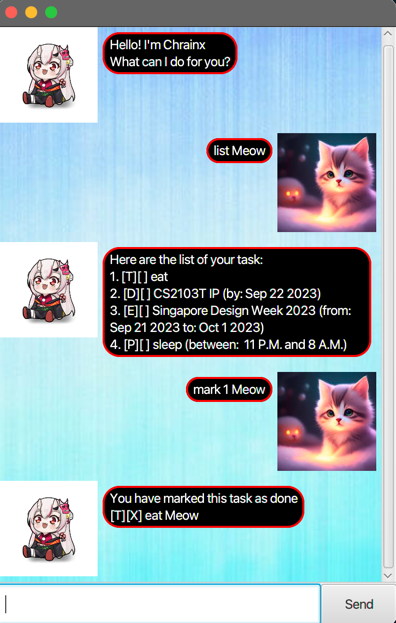 Hello! I'm Chrainx
What can I do for you?
list Meow
Here are the list of your task:
1. [T][ ] eat
2. [D][ ] CS2103T IP (by: Sep 22 2023)
3. [E][ ] Singapore Design Week 2023 (from:
Sep 21 2023 to: Oct 1 2023)
4. [P][ ] sleep (between:  11 P.M. and 8 A.M.)
mark 1 Meow
You have marked this task as done
[T][X] eat Meow
Send